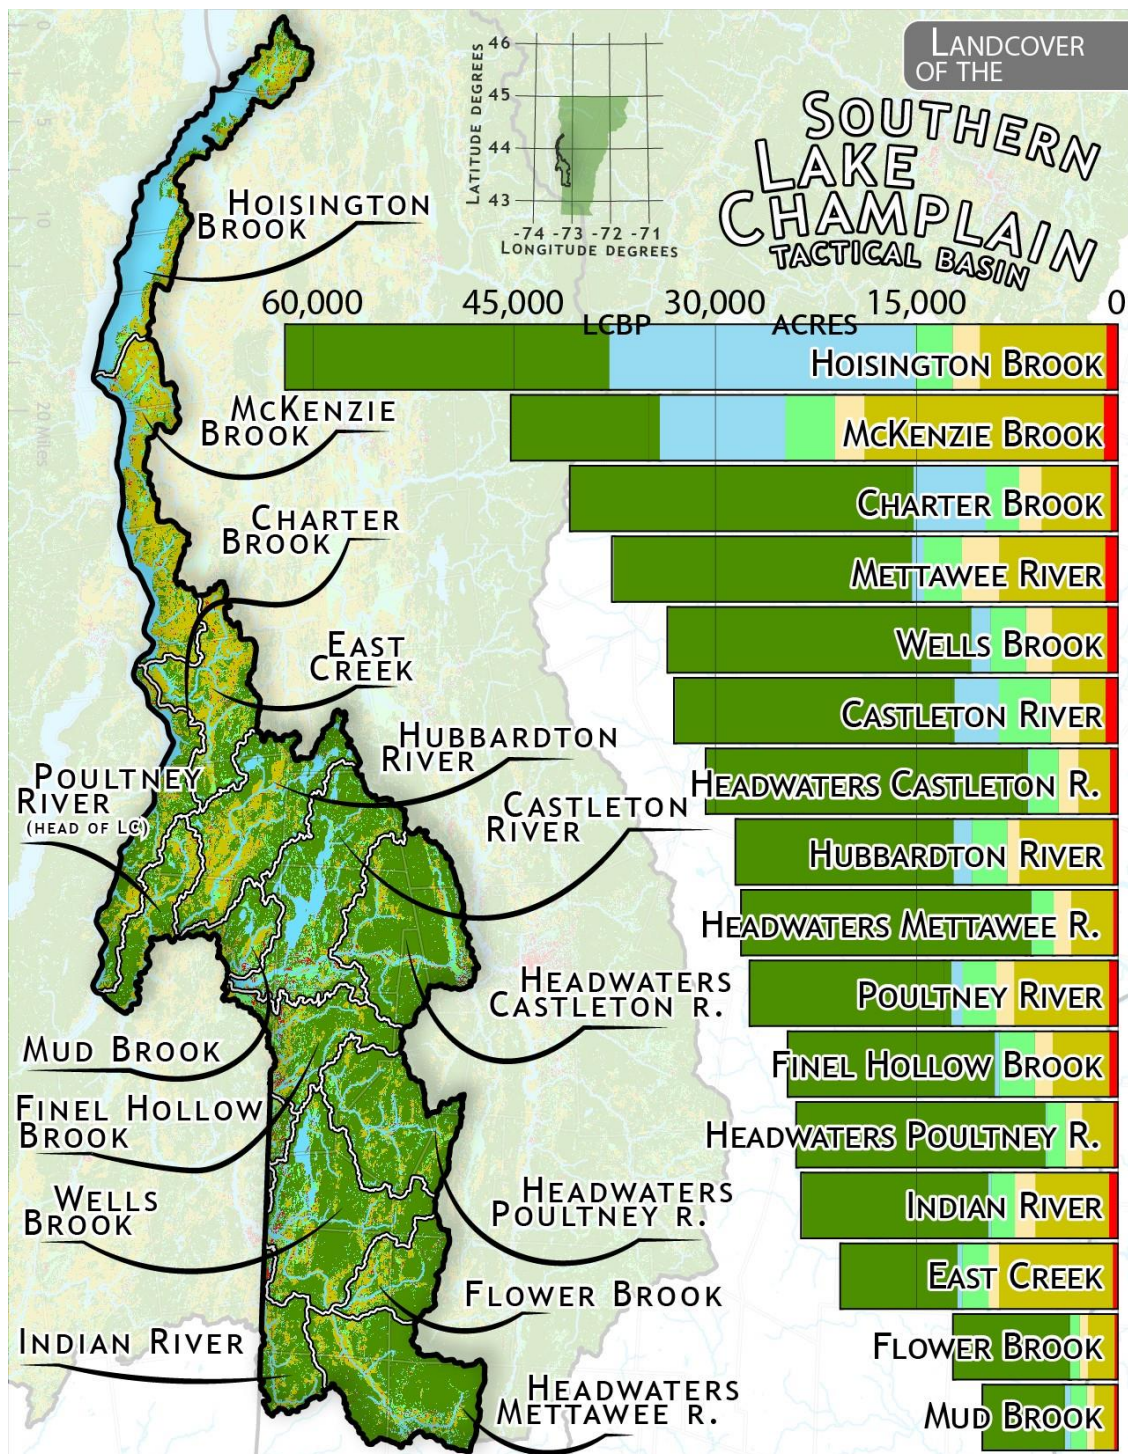 LANDCOVER
OF THE
SOUTHERN
LAKE
CHAMPLAIN
TACTICAL BASIN
LATITUDE DEGREES
46
45
44
43
-74 -73 -72 -71
LONGITUDE DEGREES
0
5
10
20 Miles
HOISINGTON
BROOK
MCKENZIE
BROOK
CHARTER
BROOK
EAST
CREEK
HUBBARDTON
RIVER
POULTNEY
RIVER
(HEAD OF LC)
CASTLETON
RIVER
HEADWATERS
CASTLETON R.
MUD BROOK
FINEL HOLLOW
BROOK
WELLS
BROOK
HEADWATERS
POULTNEY R.
FLOWER BROOK
INDIAN RIVER
HEADWATERS
METTAWEE R.
60,000 45,000 30,000 15,000 0
LCBP ACRES
HOISINGTON BROOK
MCKENZIE BROOK
CHARTER BROOK
METTAWEE RIVER
WELLS BROOK
CASTLETON RIVER
HEADWATERS CASTLETON R.
HUBBARDTON RIVER
HEADWATERS METTAWEE R.
POULTNEY RIVER
FINEL HOLLOW BROOK
HEADWATERS POULTNEY R.
INDIAN RIVER
EAST CREEK
FLOWER BROOK
MUD BROOK